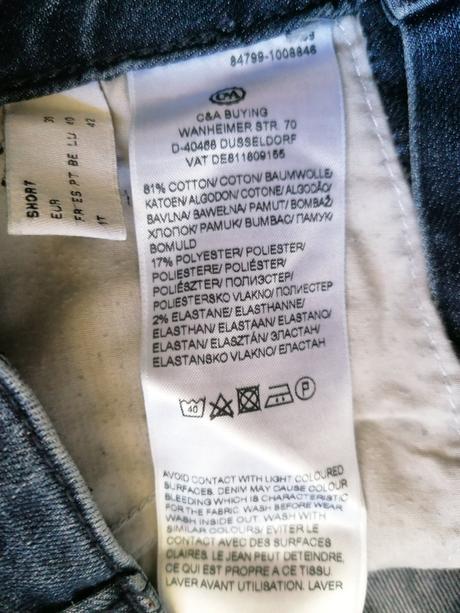 84799-1008846
C&A
C&A BUYING
WANHEIMER STR. 70
D-40468 DUSSELDORF
VAT DE811809155
81% COTTON/ COTON/ BAUMWOLLE/
KATOEN/ ALGODON/ COTONE/ ALGODÃO/
BAVLNA/ BAWEŁNA/ PAMUT/ BOMBAŽ/
ХЛОПОК/ PAMUK/ BUMBAC/ ПАМУК/
BOMULD
17% POLYESTER/ POLIESTER/
POLIESTERE/ POLIÉSTER/
POLIÉSZTER/ ПОЛИЭСТЕР/
POLIESTERSKO VLAKNO/ ПОЛИЕСТЕР
2% ELASTANE/ ELASTHANNE/
ELASTHAN/ ELASTAAN/ ELASTANO/
ELASTAN/ ELASZTÁN/ ЭЛАСТАН/
ELASTANSKO VLAKNO/ ЕЛАСТАН
40 P
AVOID CONTACT WITH LIGHT COLOURED
SURFACES. DENIM MAY CAUSE COLOUR
BLEEDING WHICH IS CHARACTERISTIC
FOR THE FABRIC. WASH BEFORE WEAR
WASH INSIDE OUT. WASH WITH
SIMILAR COLOURS/ EVITER LE
CONTACT AVEC DES SURFACES
CLAIRES. LE JEAN PEUT DETEINDRE,
CE QUI EST PROPRE A CE TISSU.
LAVER AVANT UTILISATION. LAVER
SHORT
EUR
FR ES PT BE LU 40
IT 42